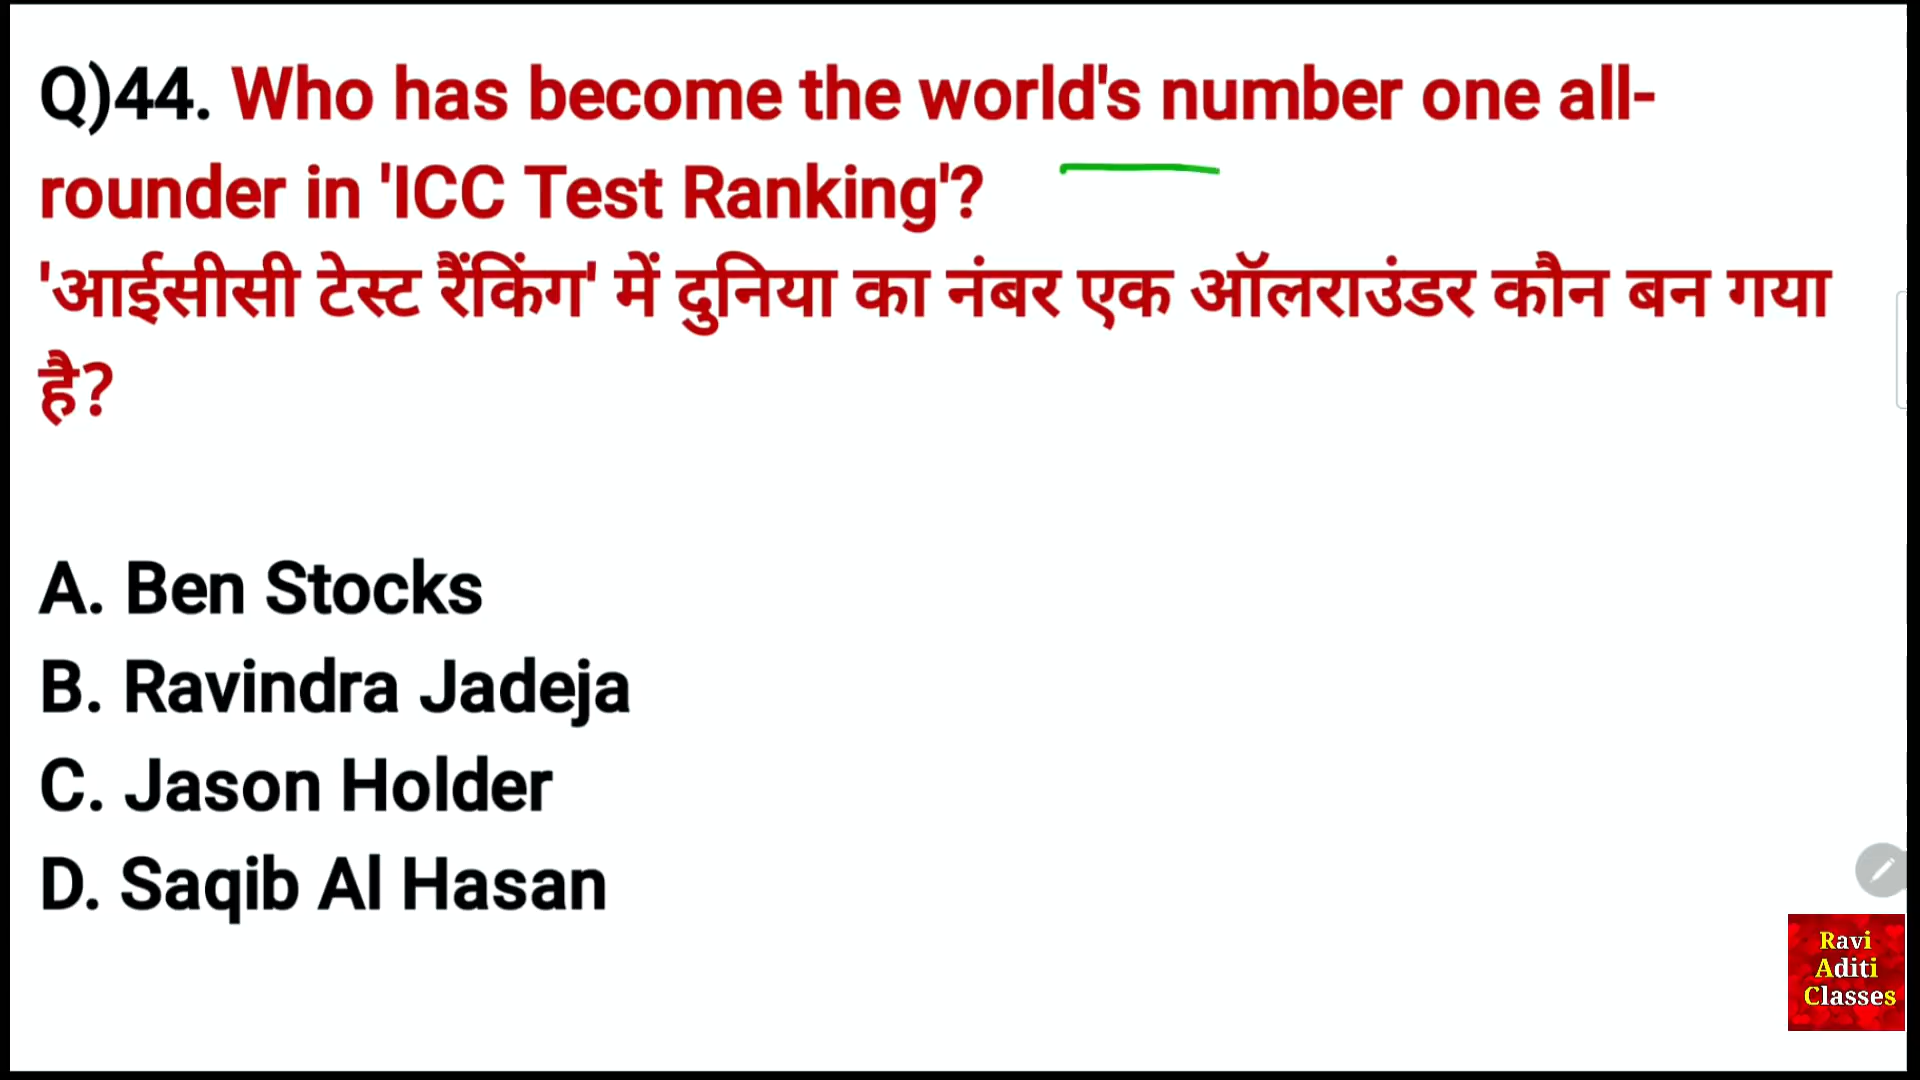 Q)44. Who has become the world's number one all-
rounder in 'ICC Test Ranking'?
'आईसीसी टेस्ट रैंकिंग' में दुनिया का नंबर एक ऑलराउंडर कौन बन गया
है?
A. Ben Stocks
B. Ravindra Jadeja
C. Jason Holder
D. Saqib Al Hasan
Ravi
Aditi
Classes